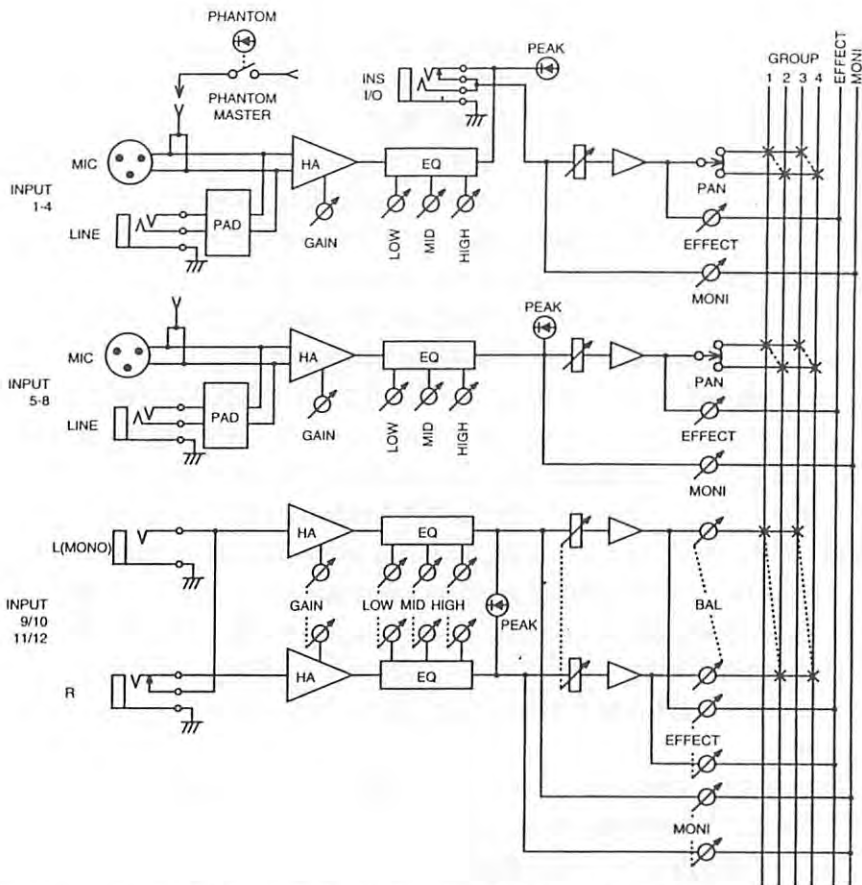 PHANTOM
PHANTOM MASTER
INS I/O
PEAK
GROUP
1 2 3 4
EFFECT
MONI
INPUT 1-4
MIC
LINE
PAD
HA
GAIN
EQ
LOW
MID
HIGH
PAN
EFFECT
MONI
INPUT 5-8
MIC
LINE
PAD
HA
GAIN
EQ
LOW
MID
HIGH
PEAK
PAN
EFFECT
MONI
INPUT 9/10 11/12
L(MONO)
R
HA
EQ
GAIN
LOW MID HIGH
PEAK
BAL
HA
EQ
EFFECT
MONI